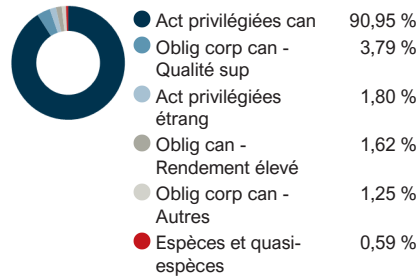 Act privilégiées can 90,95 %
Oblig corp can - 3,79 %
Qualité sup
Act privilégiées 1,80 %
étrang
Oblig can - 1,62 %
Rendement élevé
Oblig corp can - 1,25 %
Autres
Espèces et quasi- 0,59 %
espèces